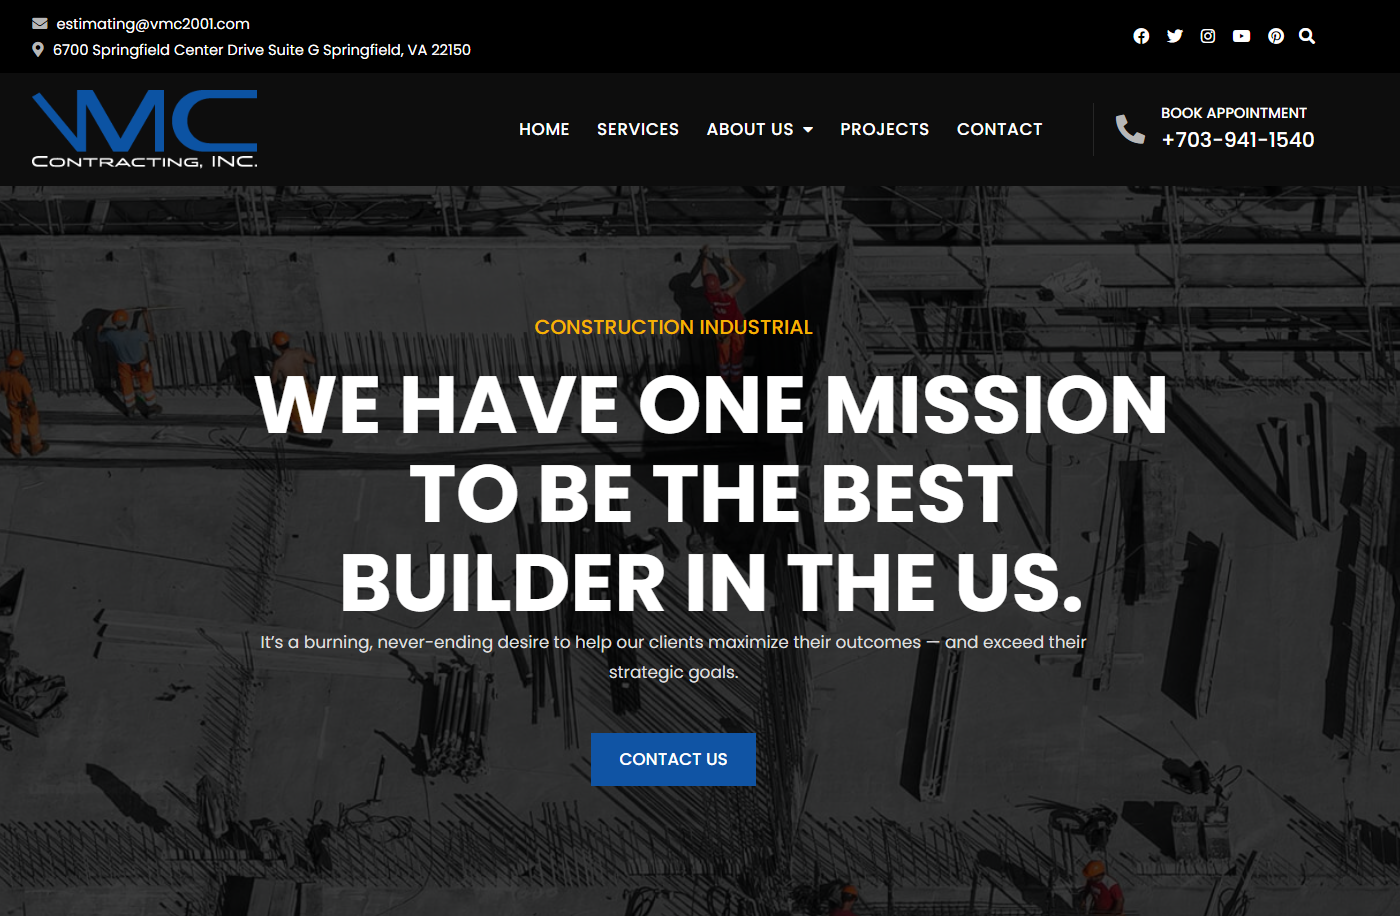 estimating@vmc2001.com
6700 Springfield Center Drive Suite G Springfield, VA 22150
VMC
CONTRACTING, INC.
HOME SERVICES ABOUT US PROJECTS CONTACT
BOOK APPOINTMENT
+703-941-1540
CONSTRUCTION INDUSTRIAL
WE HAVE ONE MISSION
TO BE THE BEST
BUILDER IN THE US.
It’s a burning, never-ending desire to help our clients maximize their outcomes — and exceed their
strategic goals.
CONTACT US